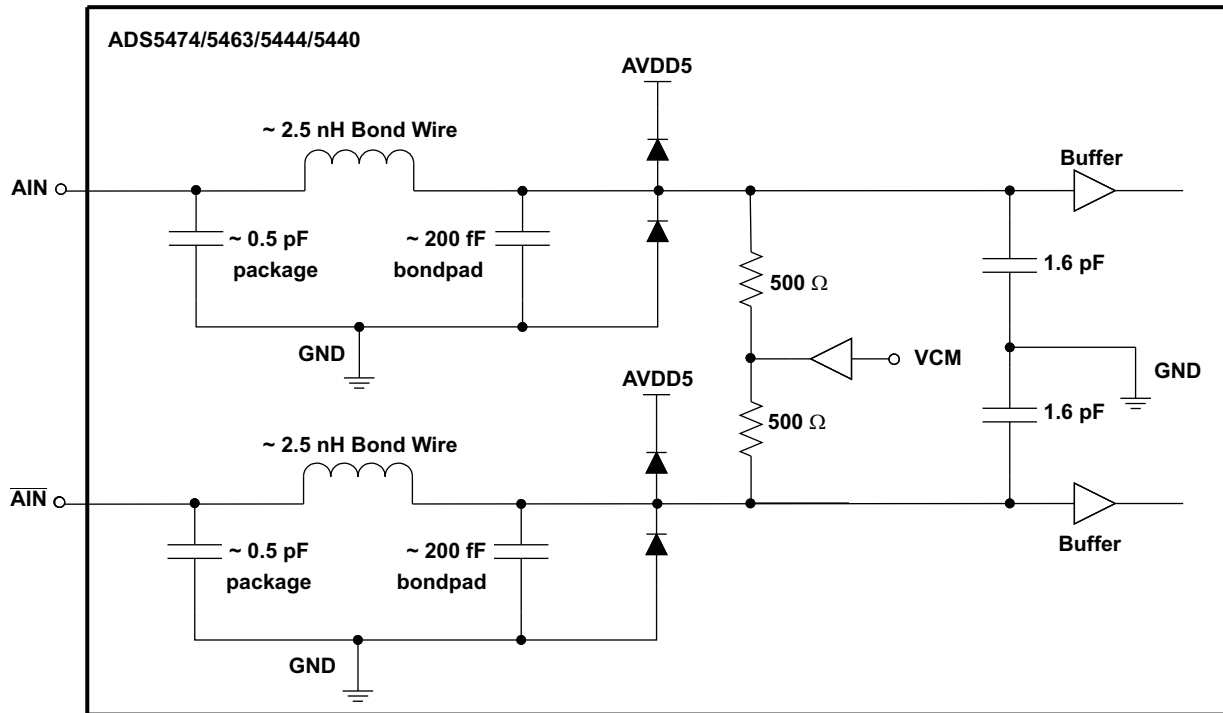 ADS5474/5463/5444/5440
AVDD5
~ 2.5 nH Bond Wire
Buffer
AIN
~ 0.5 pF
package
~ 200 fF
bondpad
1.6 pF
500 Ω
GND
VCM
GND
AVDD5
1.6 pF
500 Ω
~ 2.5 nH Bond Wire
A̅I̅N̅
~ 0.5 pF
package
~ 200 fF
bondpad
Buffer
GND